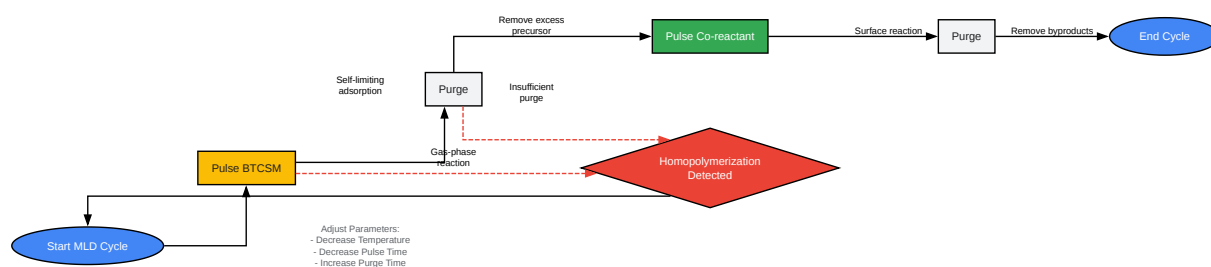 Remove excess
precursor
Pulse Co-reactant
Surface reaction
Purge
Remove byproducts
End Cycle
Self-limiting
adsorption
Purge
Insufficient
purge
Gas-phase
reaction
Pulse BTCSM
Homopolymerization
Detected
Start MLD Cycle
Adjust Parameters:
- Decrease Temperature
- Decrease Pulse Time
- Increase Purge Time